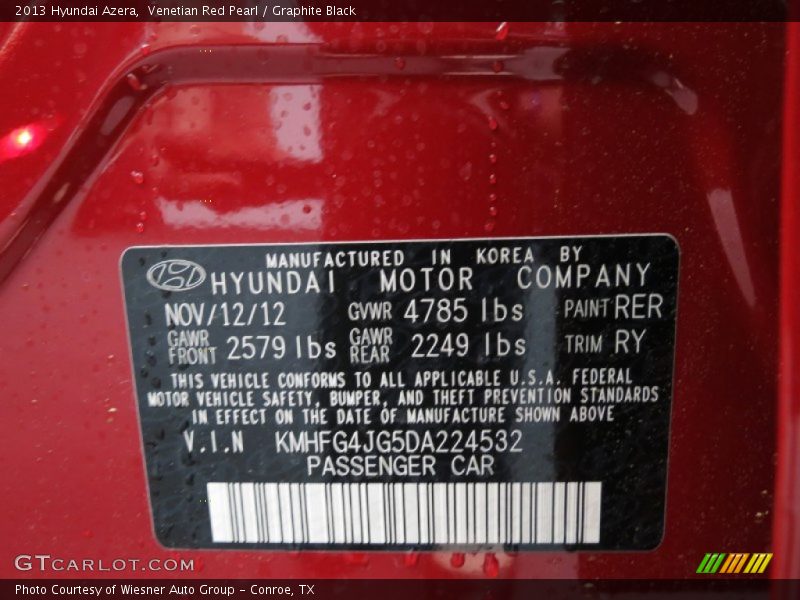 2013 Hyundai Azera, Venetian Red Pearl / Graphite Black
MANUFACTURED IN KOREA BY
HYUNDAI MOTOR COMPANY
NOV/12/12 GVWR 4785 lbs PAINT RER
GAWR FRONT 2579 lbs GAWR REAR 2249 lbs TRIM RY
THIS VEHICLE CONFORMS TO ALL APPLICABLE U.S.A. FEDERAL
MOTOR VEHICLE SAFETY, BUMPER, AND THEFT PREVENTION STANDARDS
IN EFFECT ON THE DATE OF MANUFACTURE SHOWN ABOVE
V.I.N KMHFG4JG5DA224532
PASSENGER CAR
GTCARLOT.COM
Photo Courtesy of Wiesner Auto Group - Conroe, TX